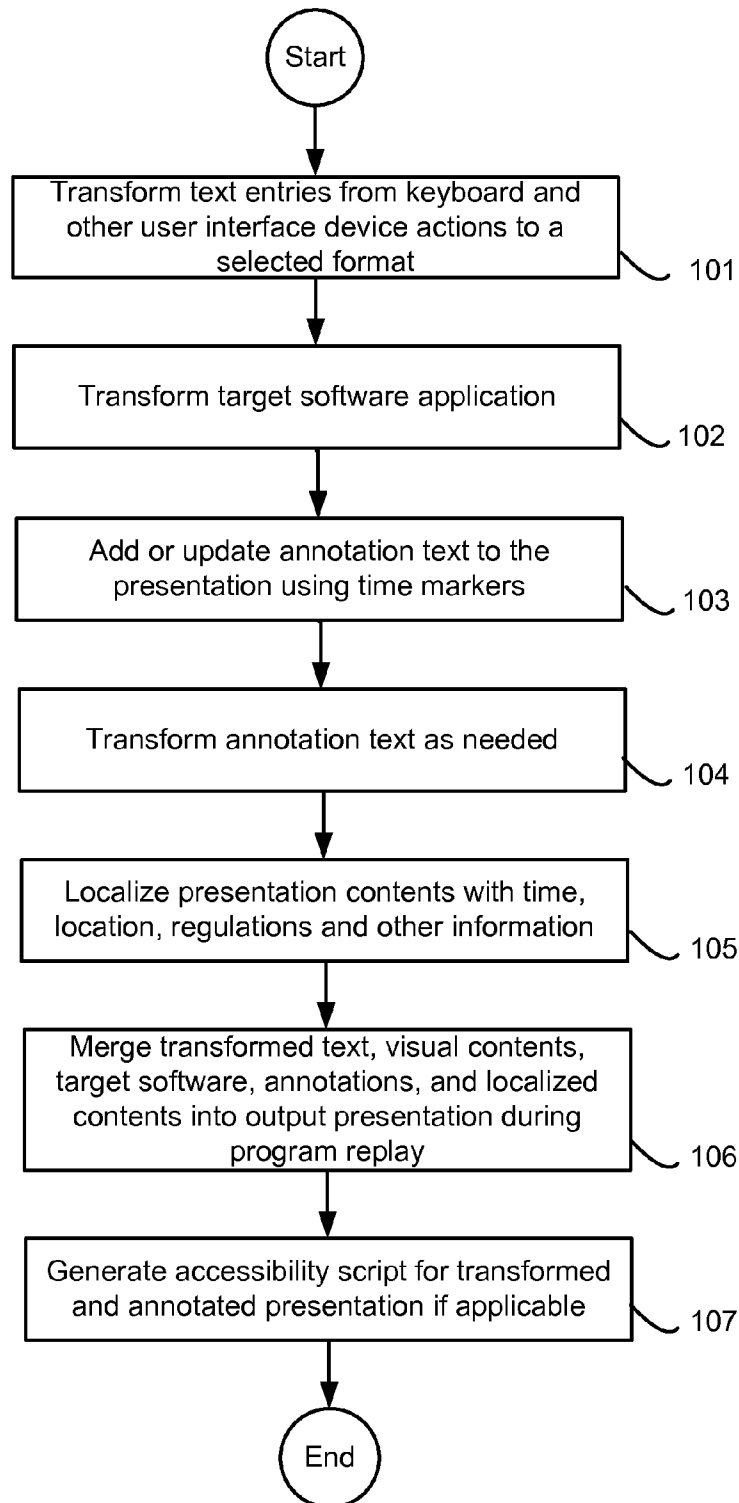 Start
Transform text entries from keyboard and
other user interface device actions to a
selected format
101
Transform target software application
102
Add or update annotation text to the
presentation using time markers
103
Transform annotation text as needed
104
Localize presentation contents with time,
location, regulations and other information
105
Merge transformed text, visual contents,
target software, annotations, and localized
contents into output presentation during
program replay
106
Generate accessibility script for transformed
and annotated presentation if applicable
107
End